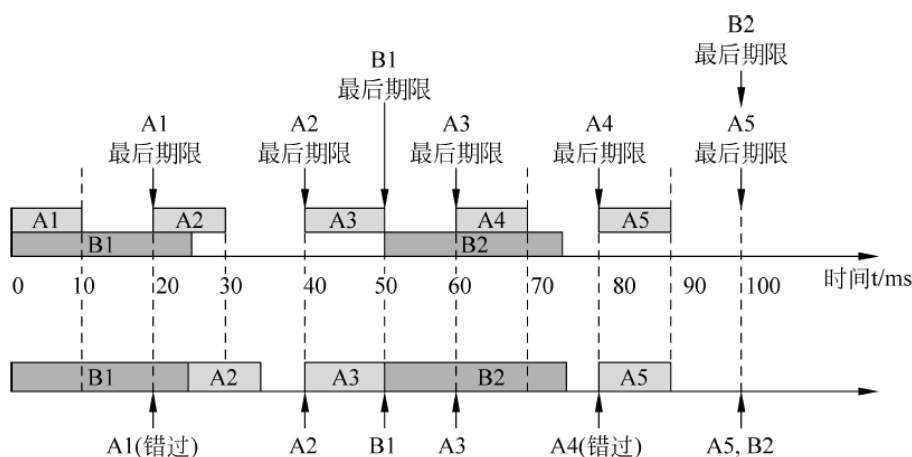 B2
最后期限
B1
最后期限
A1
最后期限
A2
最后期限
A3
最后期限
A4
最后期限
A5
最后期限
A1 A2 A3 A4 A5
B1 B2
0 10 20 30 40 50 60 70 80 90 100 时间t/ms
B1 A2 A3 B2 A5
A1(错过) A2 B1 A3 A4(错过) A5, B2